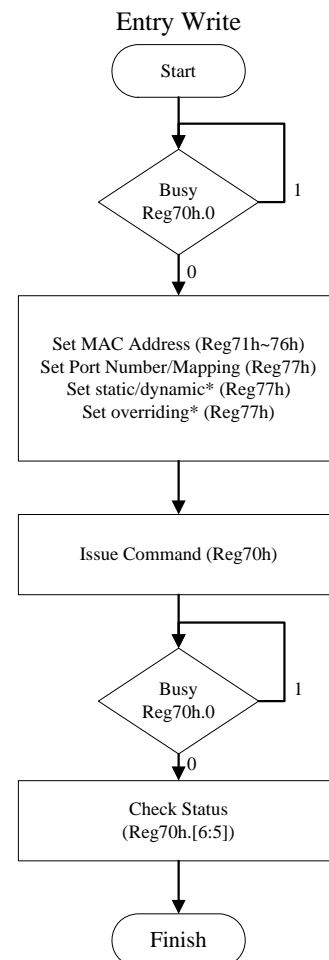 Entry Write
Start
Busy
Reg70h.0
1
0
Set MAC Address (Reg71h~76h)
Set Port Number/Mapping (Reg77h)
Set static/dynamic* (Reg77h)
Set overriding* (Reg77h)
Issue Command (Reg70h)
Busy
Reg70h.0
1
0
Check Status
(Reg70h.[6:5])
Finish